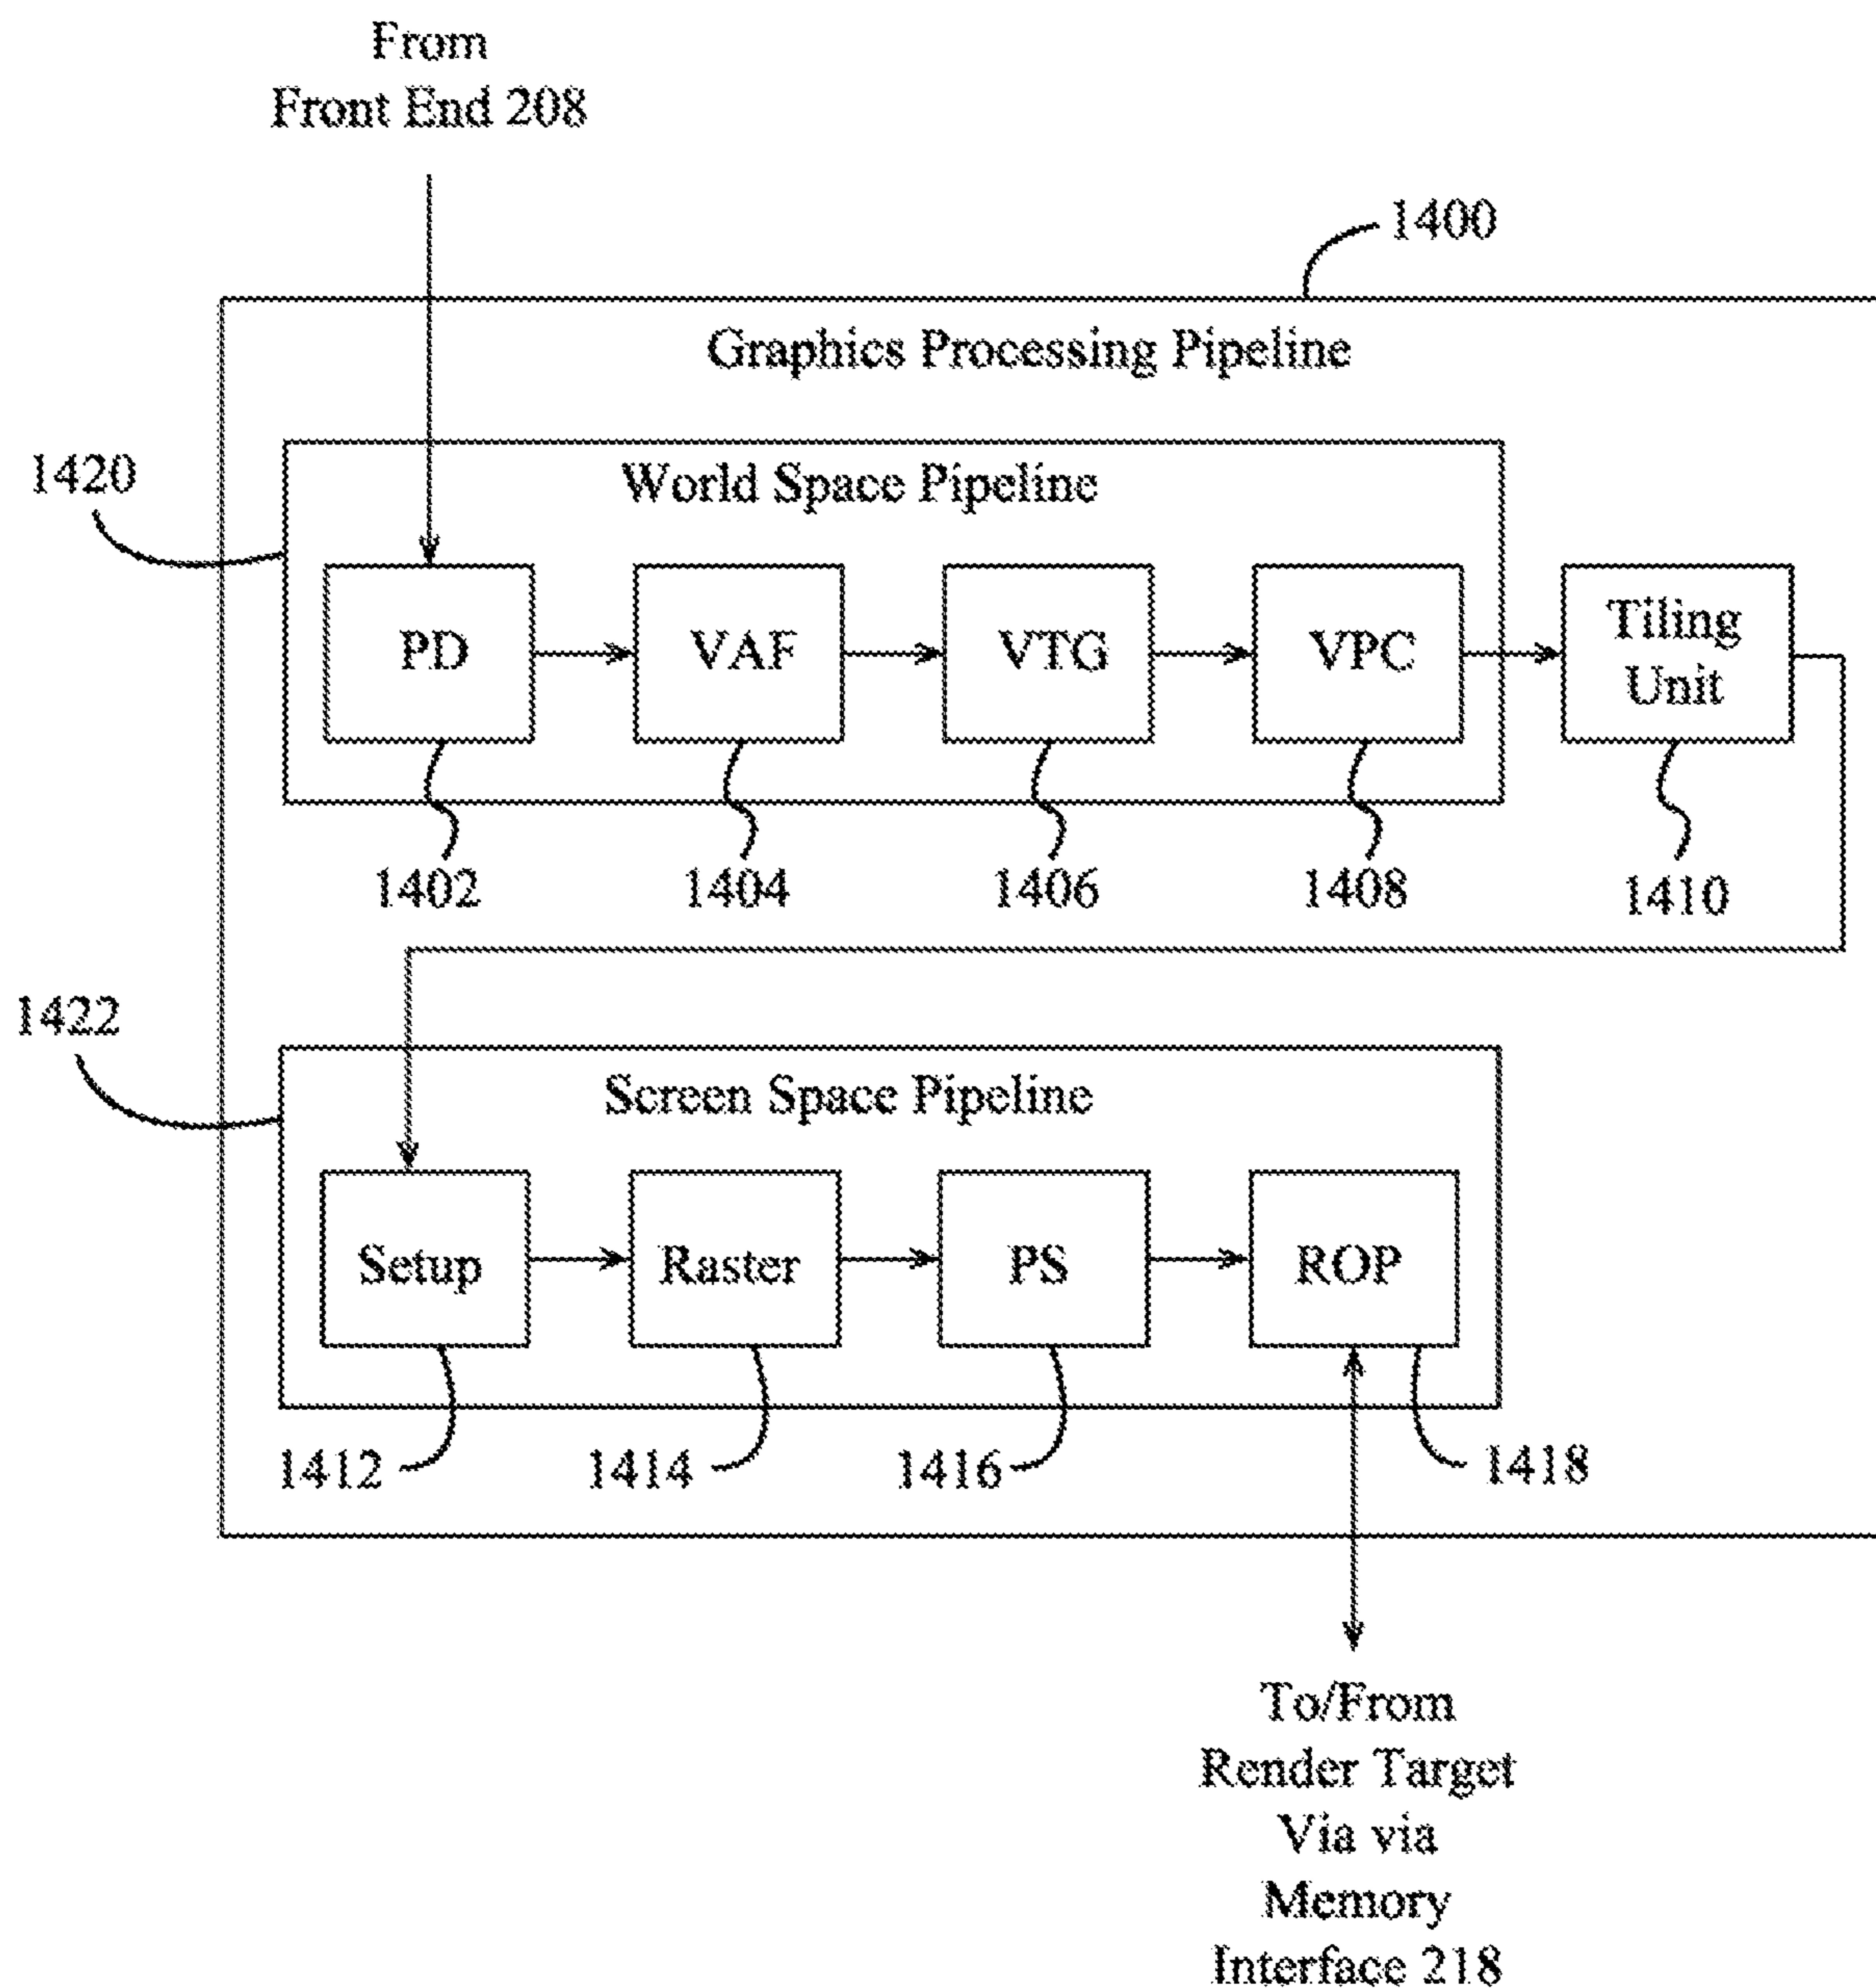 From
Front End 208
1400
Graphics Processing Pipeline
1420
World Space Pipeline
PD
VAF
VTG
VPC
Tiling
Unit
1402
1404
1406
1408
1410
1422
Screen Space Pipeline
Setup
Raster
PS
ROP
1412
1414
1416
1418
To/From
Render Target
Via via
Memory
Interface 218